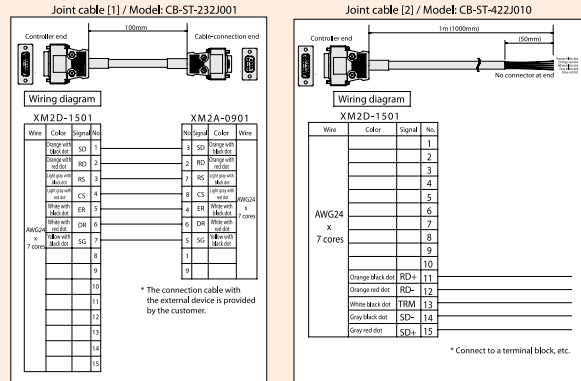 Joint cable [1] / Model: CB-ST-232J001
100mm
Controller end
Cable-connection end
Wiring diagram
XM2D-1501
XM2A-0901
Wire Color Signal No
No Signal Color Wire
Orange with black dot SD 1
3 SD Orange with black dot
Orange with red dot RD 2
2 RD Orange with red dot
Light gray with black dot RS 3
7 RS Light gray with black dot
Light gray with red dot CS 4
8 CS Light gray with red dot
White with black dot ER 5
4 ER White with black dot
White with red dot DR 6
6 DR White with red dot
Yellow with black dot SG 7
5 SG Yellow with black dot
AWG24 x 7 cores
AWG24 x 7 cores
8
1
9
9
10
11
12
13
14
15
* The connection cable with
the external device is provided
by the customer.
Joint cable [2] / Model: CB-ST-422J010
1m (1000mm)
Controller end
(50mm)
No connector at end
Wiring diagram
XM2D-1501
Wire Color Signal No.
1
2
3
4
5
6
7
8
9
10
AWG24
x
7 cores
Orange black dot RD+ 11
Orange red dot RD- 12
White black dot TRM 13
Gray black dot SD- 14
Gray red dot SD+ 15
* Connect to a terminal block, etc.